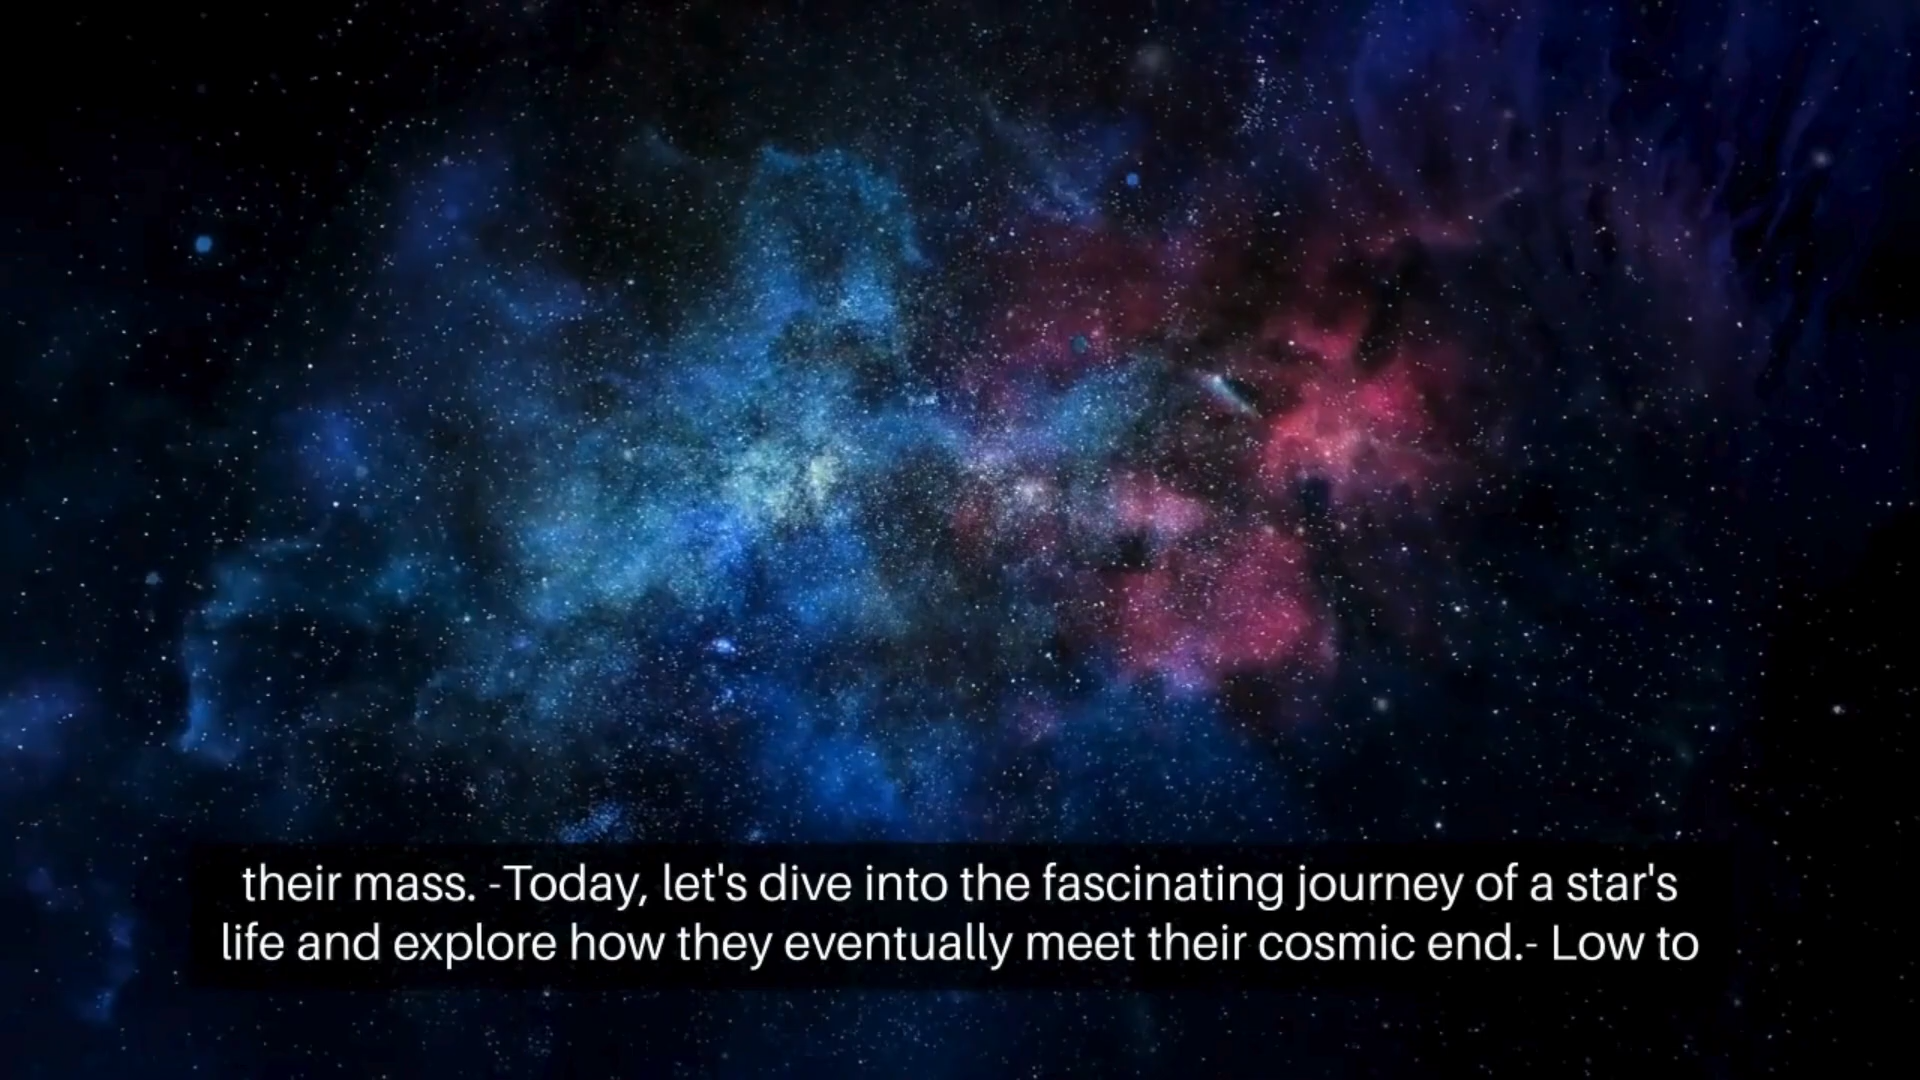 their mass. -Today, let's dive into the fascinating journey of a star's
life and explore how they eventually meet their cosmic end.- Low to